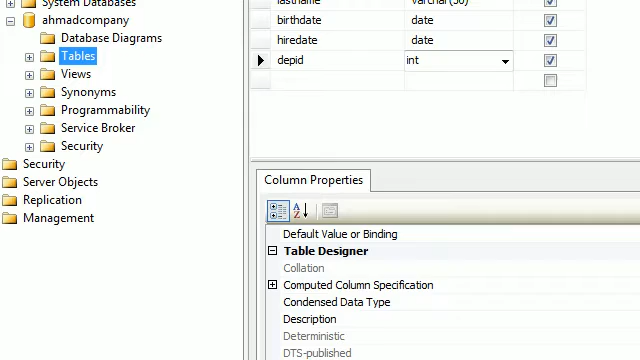 System Databases
ahmadcompany
Database Diagrams
Tables
Views
Synonyms
Programmability
Service Broker
Security
Security
Server Objects
Replication
Management
lastname varchar(50)
birthdate date
hiredate date
depid int
Column Properties
A
Z
Default Value or Binding
Table Designer
Collation
Computed Column Specification
Condensed Data Type
Description
Deterministic
DTS-published